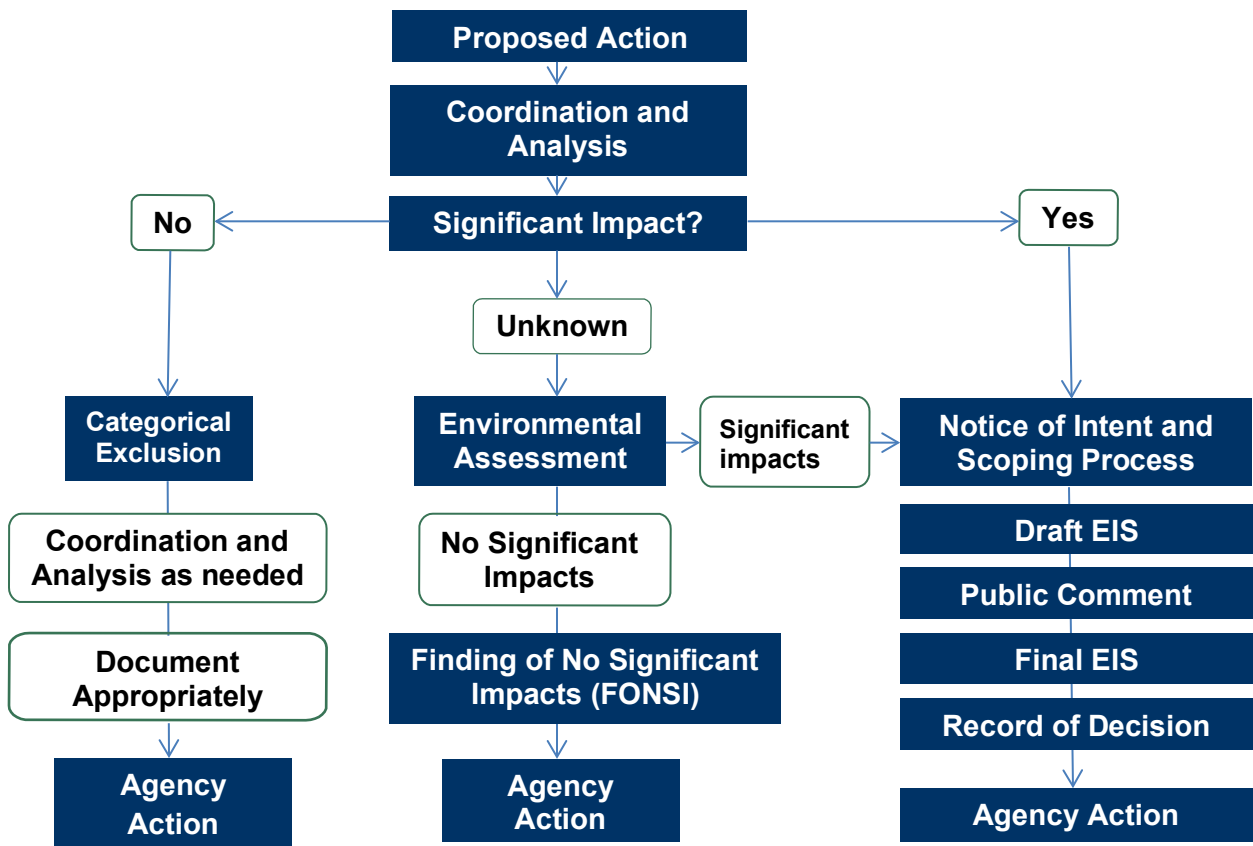 Proposed Action
Coordination and
Analysis
Significant Impact?
No
Yes
Unknown
Categorical
Exclusion
Environmental
Assessment
Significant
impacts
Notice of Intent and
Scoping Process
Coordination and
Analysis as needed
No Significant
Impacts
Draft EIS
Public Comment
Document
Appropriately
Finding of No Significant
Impacts (FONSI)
Final EIS
Record of Decision
Agency
Action
Agency
Action
Agency Action